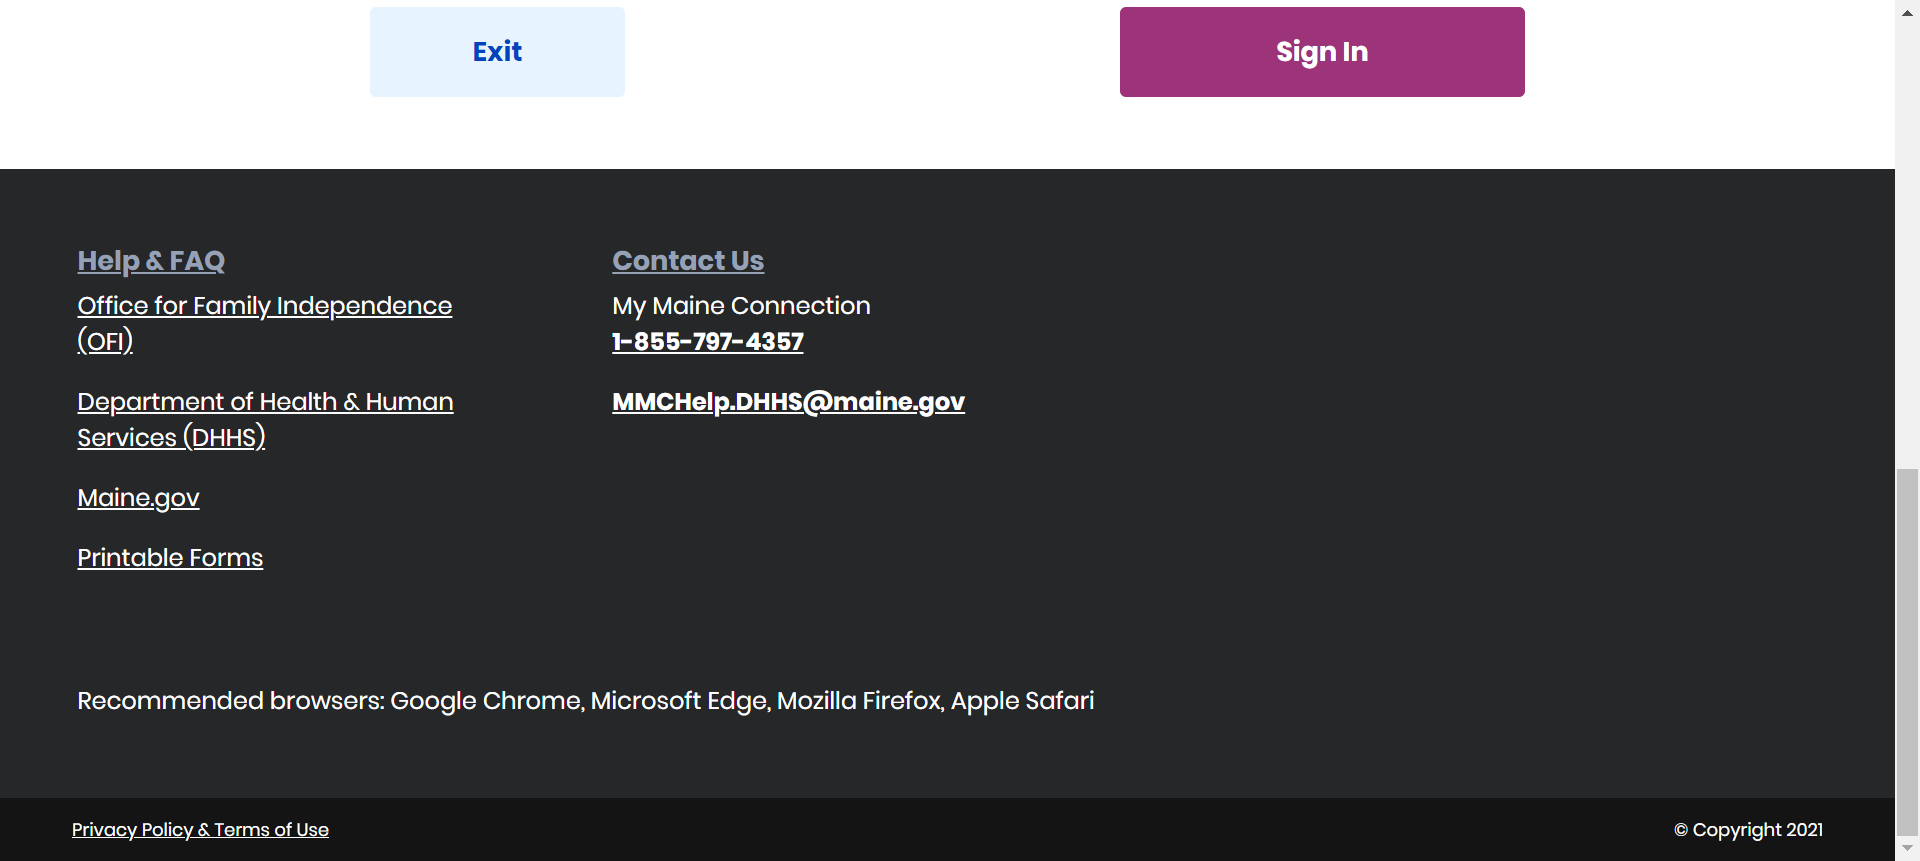 Exit
Sign In
Help & FAQ
Office for Family Independence
(OFI)
Department of Health & Human
Services (DHHS)
Maine.gov
Printable Forms
Contact Us
My Maine Connection
1-855-797-4357
MMCHelp.DHHS@maine.gov
Recommended browsers: Google Chrome, Microsoft Edge, Mozilla Firefox, Apple Safari
Privacy Policy & Terms of Use
© Copyright 2021